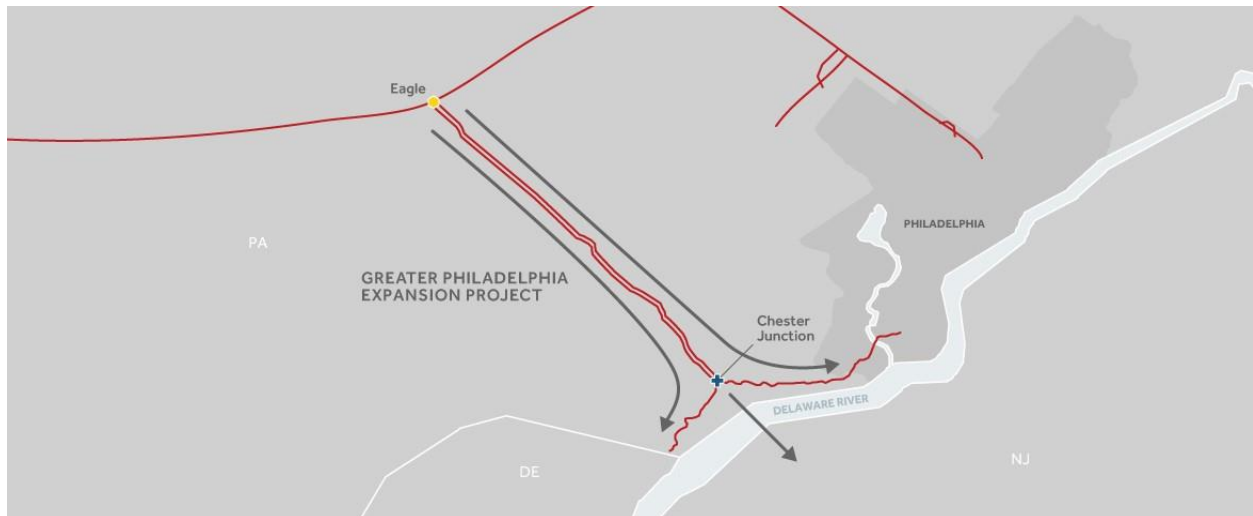 Eagle
PA
PHILADELPHIA
GREATER PHILADELPHIA
EXPANSION PROJECT
Chester
Junction
DELAWARE RIVER
DE
NJ